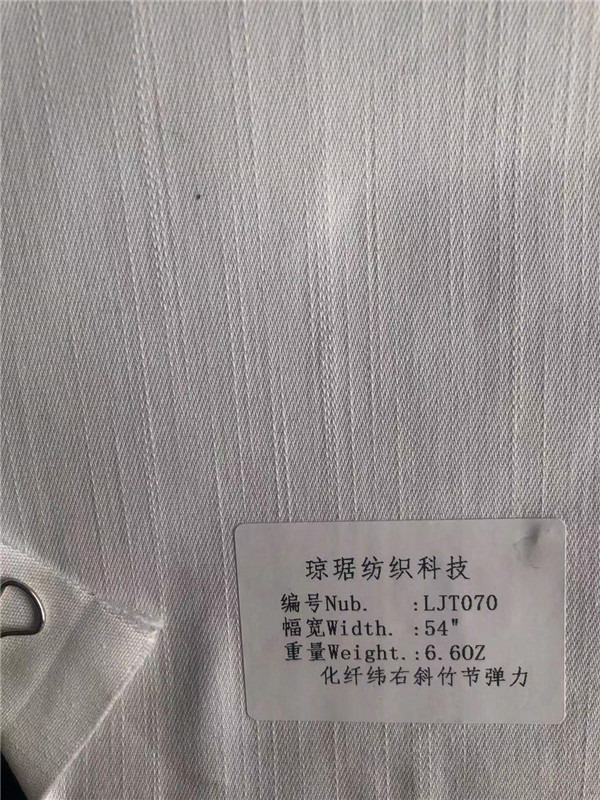 琼琚纺织科技
编号Nub. :LJT070
幅宽Width. :54"
重量Weight.:6.6OZ
化纤纬右斜竹节弹力